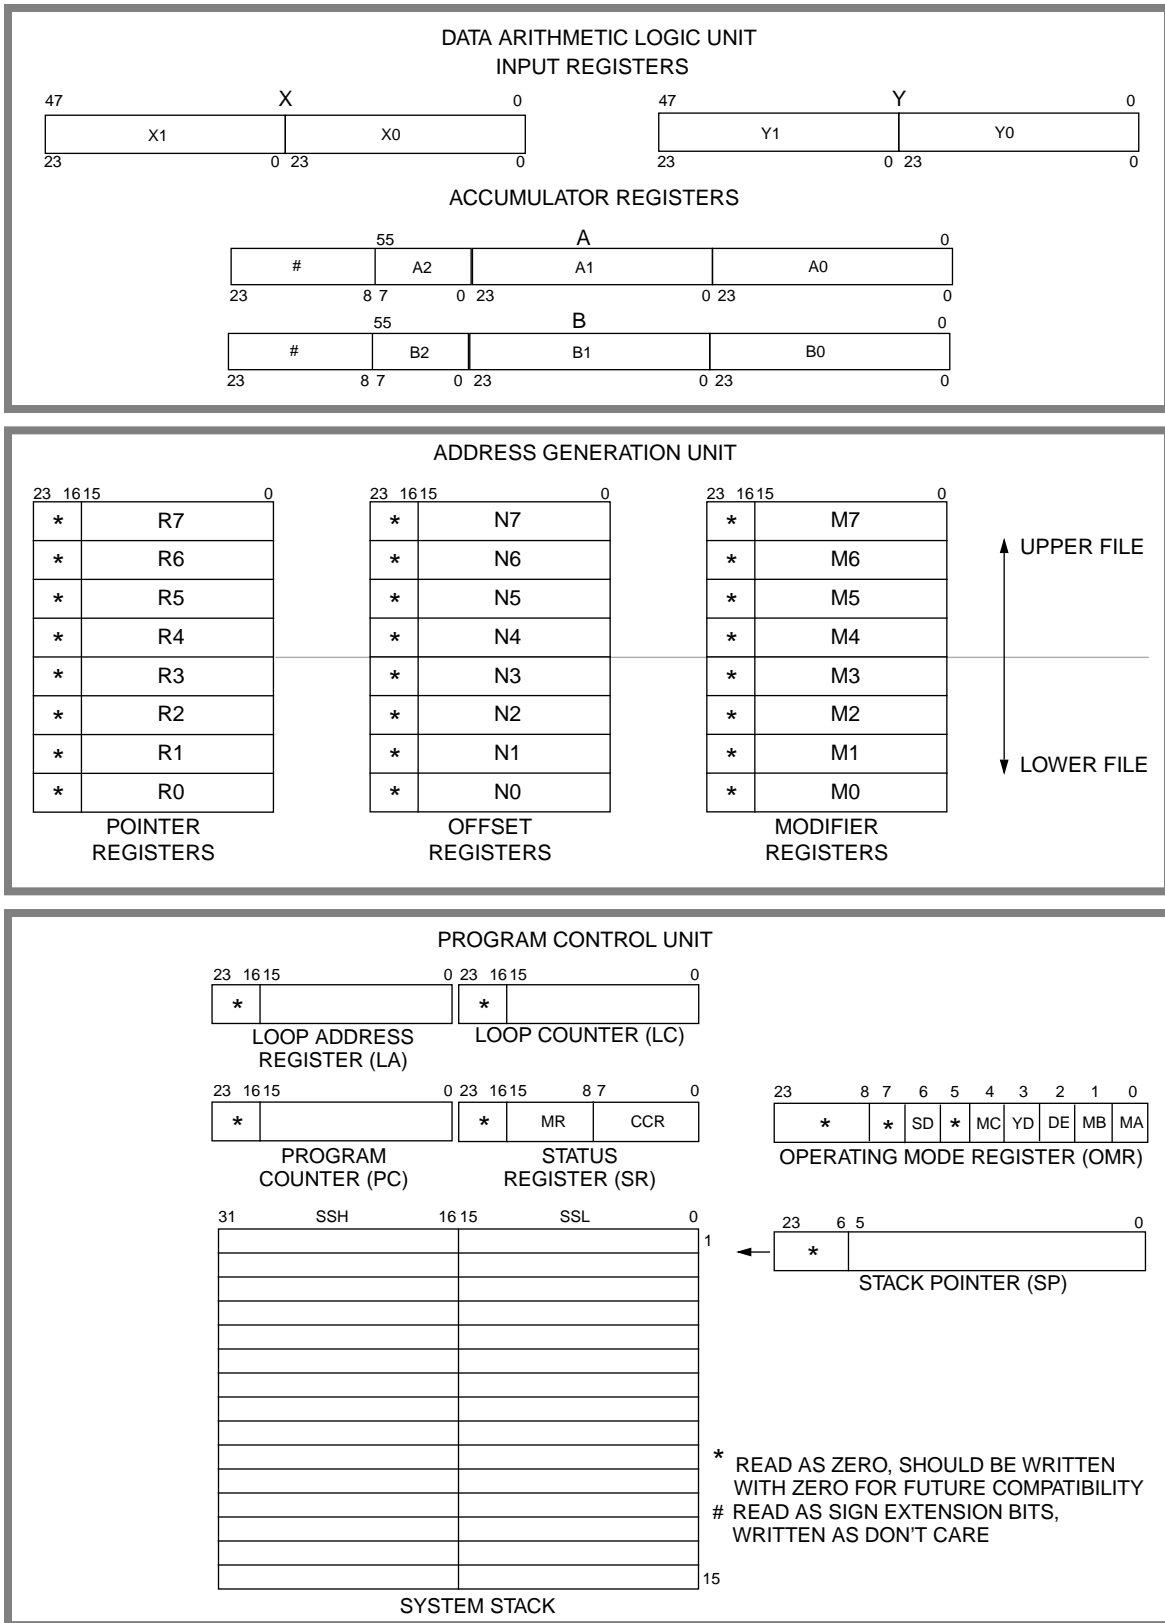 DATA ARITHMETIC LOGIC UNIT
INPUT REGISTERS
47 X 0
X1 X0
23 0 23 0
47 Y 0
Y1 Y0
23 0 23 0
ACCUMULATOR REGISTERS
55 A 0
# A2 A1 A0
23 8 7 0 23 0 23 0
55 B 0
# B2 B1 B0
23 8 7 0 23 0 23 0
ADDRESS GENERATION UNIT
23 16 15 0 23 16 15 0 23 16 15 0
* R7 * N7 * M7
* R6 * N6 * M6
UPPER FILE
* R5 * N5 * M5
* R4 * N4 * M4
* R3 * N3 * M3
* R2 * N2 * M2
* R1 * N1 * M1
LOWER FILE
* R0 * N0 * M0
POINTER
REGISTERS
OFFSET
REGISTERS
MODIFIER
REGISTERS
PROGRAM CONTROL UNIT
23 16 15 0 23 16 15 0
* *
LOOP ADDRESS
REGISTER (LA)
LOOP COUNTER (LC)
23 16 15 0
*
PROGRAM
COUNTER (PC)
23 16 15 8 7 0
* MR CCR
STATUS
REGISTER (SR)
23 8 7 6 5 4 3 2 1 0
* * SD * MC YD DE MB MA
OPERATING MODE REGISTER (OMR)
31 SSH 16 15 SSL 0
1
15
SYSTEM STACK
23 6 5 0
*
STACK POINTER (SP)
* READ AS ZERO, SHOULD BE WRITTEN
WITH ZERO FOR FUTURE COMPATIBILITY
# READ AS SIGN EXTENSION BITS,
WRITTEN AS DON'T CARE